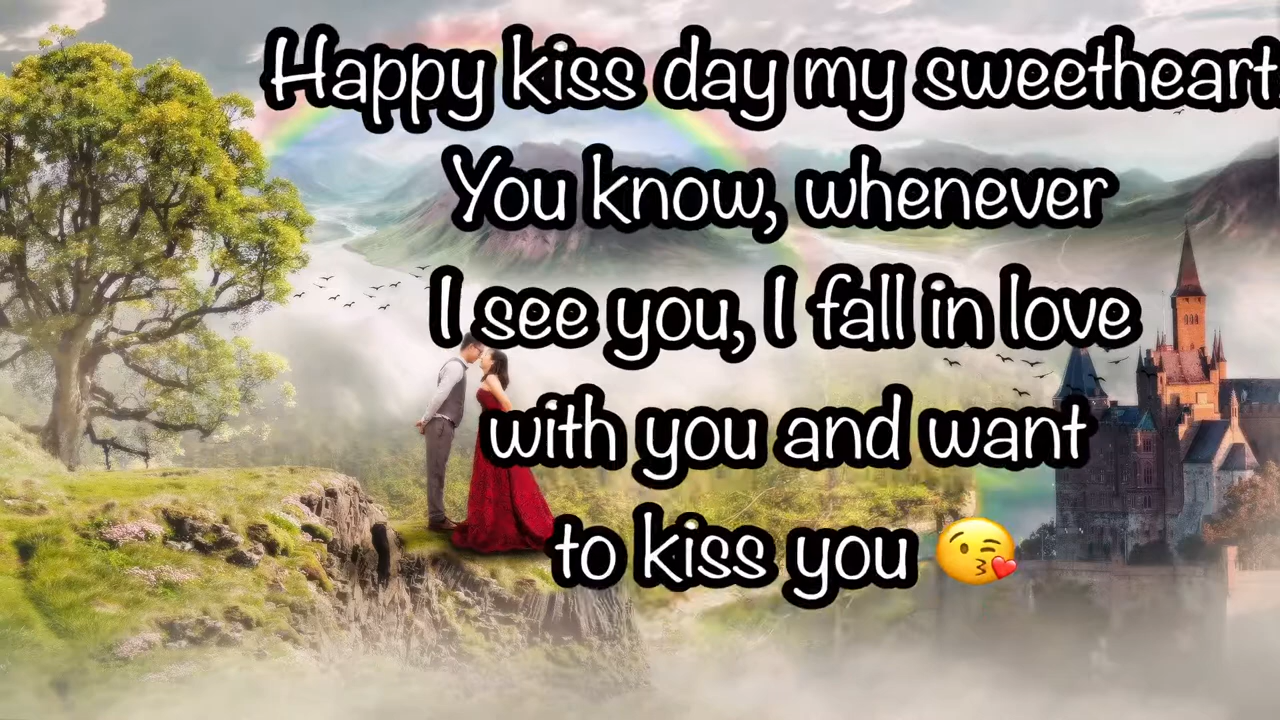 Happy kiss day my sweetheart.
You know, whenever
I see you, I fall in love
with you and want
to kiss you 😘